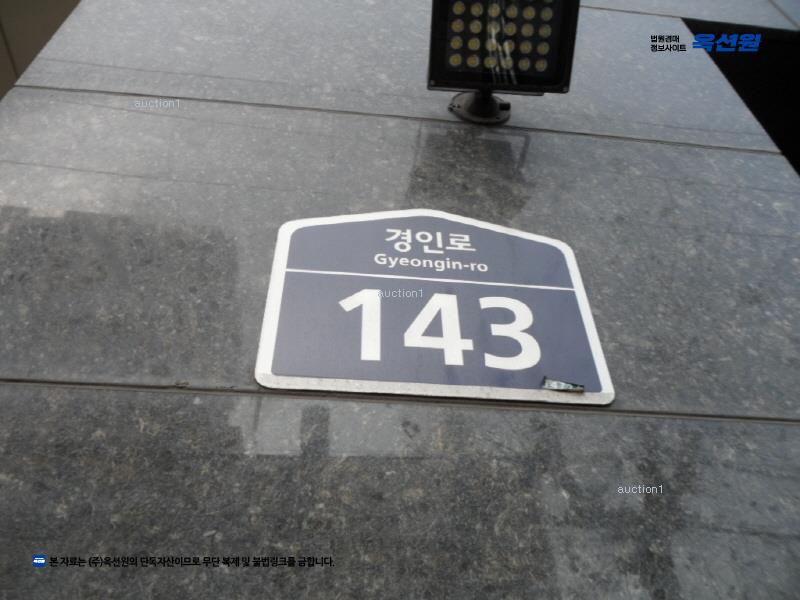 법원경매
정보사이트 옥션원
auction1
경인로
Gyeongin-ro
auction1
143
auction1
본 자료는 (주)옥션원의 단독자산이므로 무단 복제 및 불법링크를 금합니다.